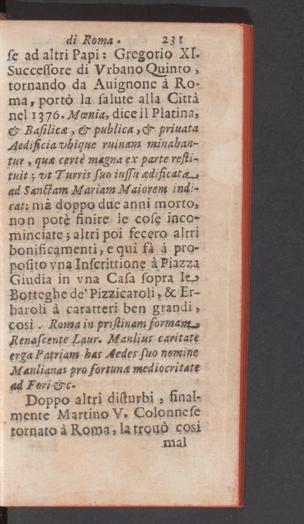 di Roma. 231
se ad altri Papi: Gregorio XI.
Successore di Vrbano Quinto,
tornando da Auignone à Ro-
ma, portò la salute alla Città
nel 1376. Mœnia, dice il Platina,
& Basilicæ, & publica, & priuata
Aedificia vbique ruinam minaban-
tur, quæ certè magna ex parte resti-
tuit; vt Turris suo iussu ædificata
ad Sanctam Mariam Maiorem indi-
cat: mà doppo due anni morto,
non potè finire le cose inco-
minciate; altri poi fecero altri
bonificamenti, e quì fà à pro-
posito vna Inscrittione à Piazza
Giudia in vna Casa sopra le
Botteghe de' Pizzicaroli, & Er-
baroli à caratteri ben grandi,
così. Roma in pristinam formam
Renascente Laur. Manlius caritate
erga Patriam has Aedes suo nomine
Manlianas pro fortunæ mediocritate
ad Fori &c.
Doppo altri disturbi, final-
mente Martino V. Colonnese
tornato à Roma, la trouò così
mal